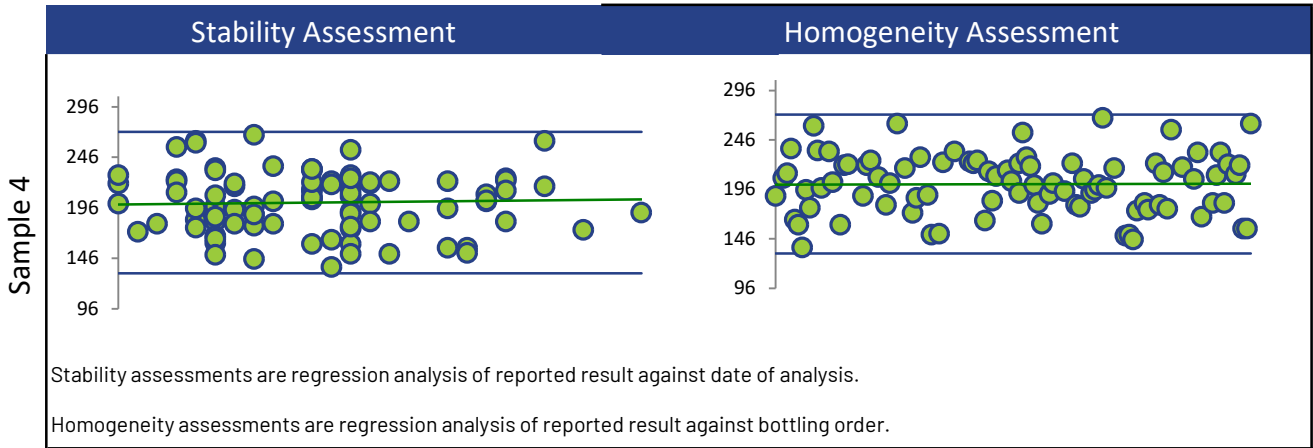 Stability Assessment
Homogeneity Assessment
Sample 4
296
246
196
146
96
296
246
196
146
96
Stability assessments are regression analysis of reported result against date of analysis.
Homogeneity assessments are regression analysis of reported result against bottling order.